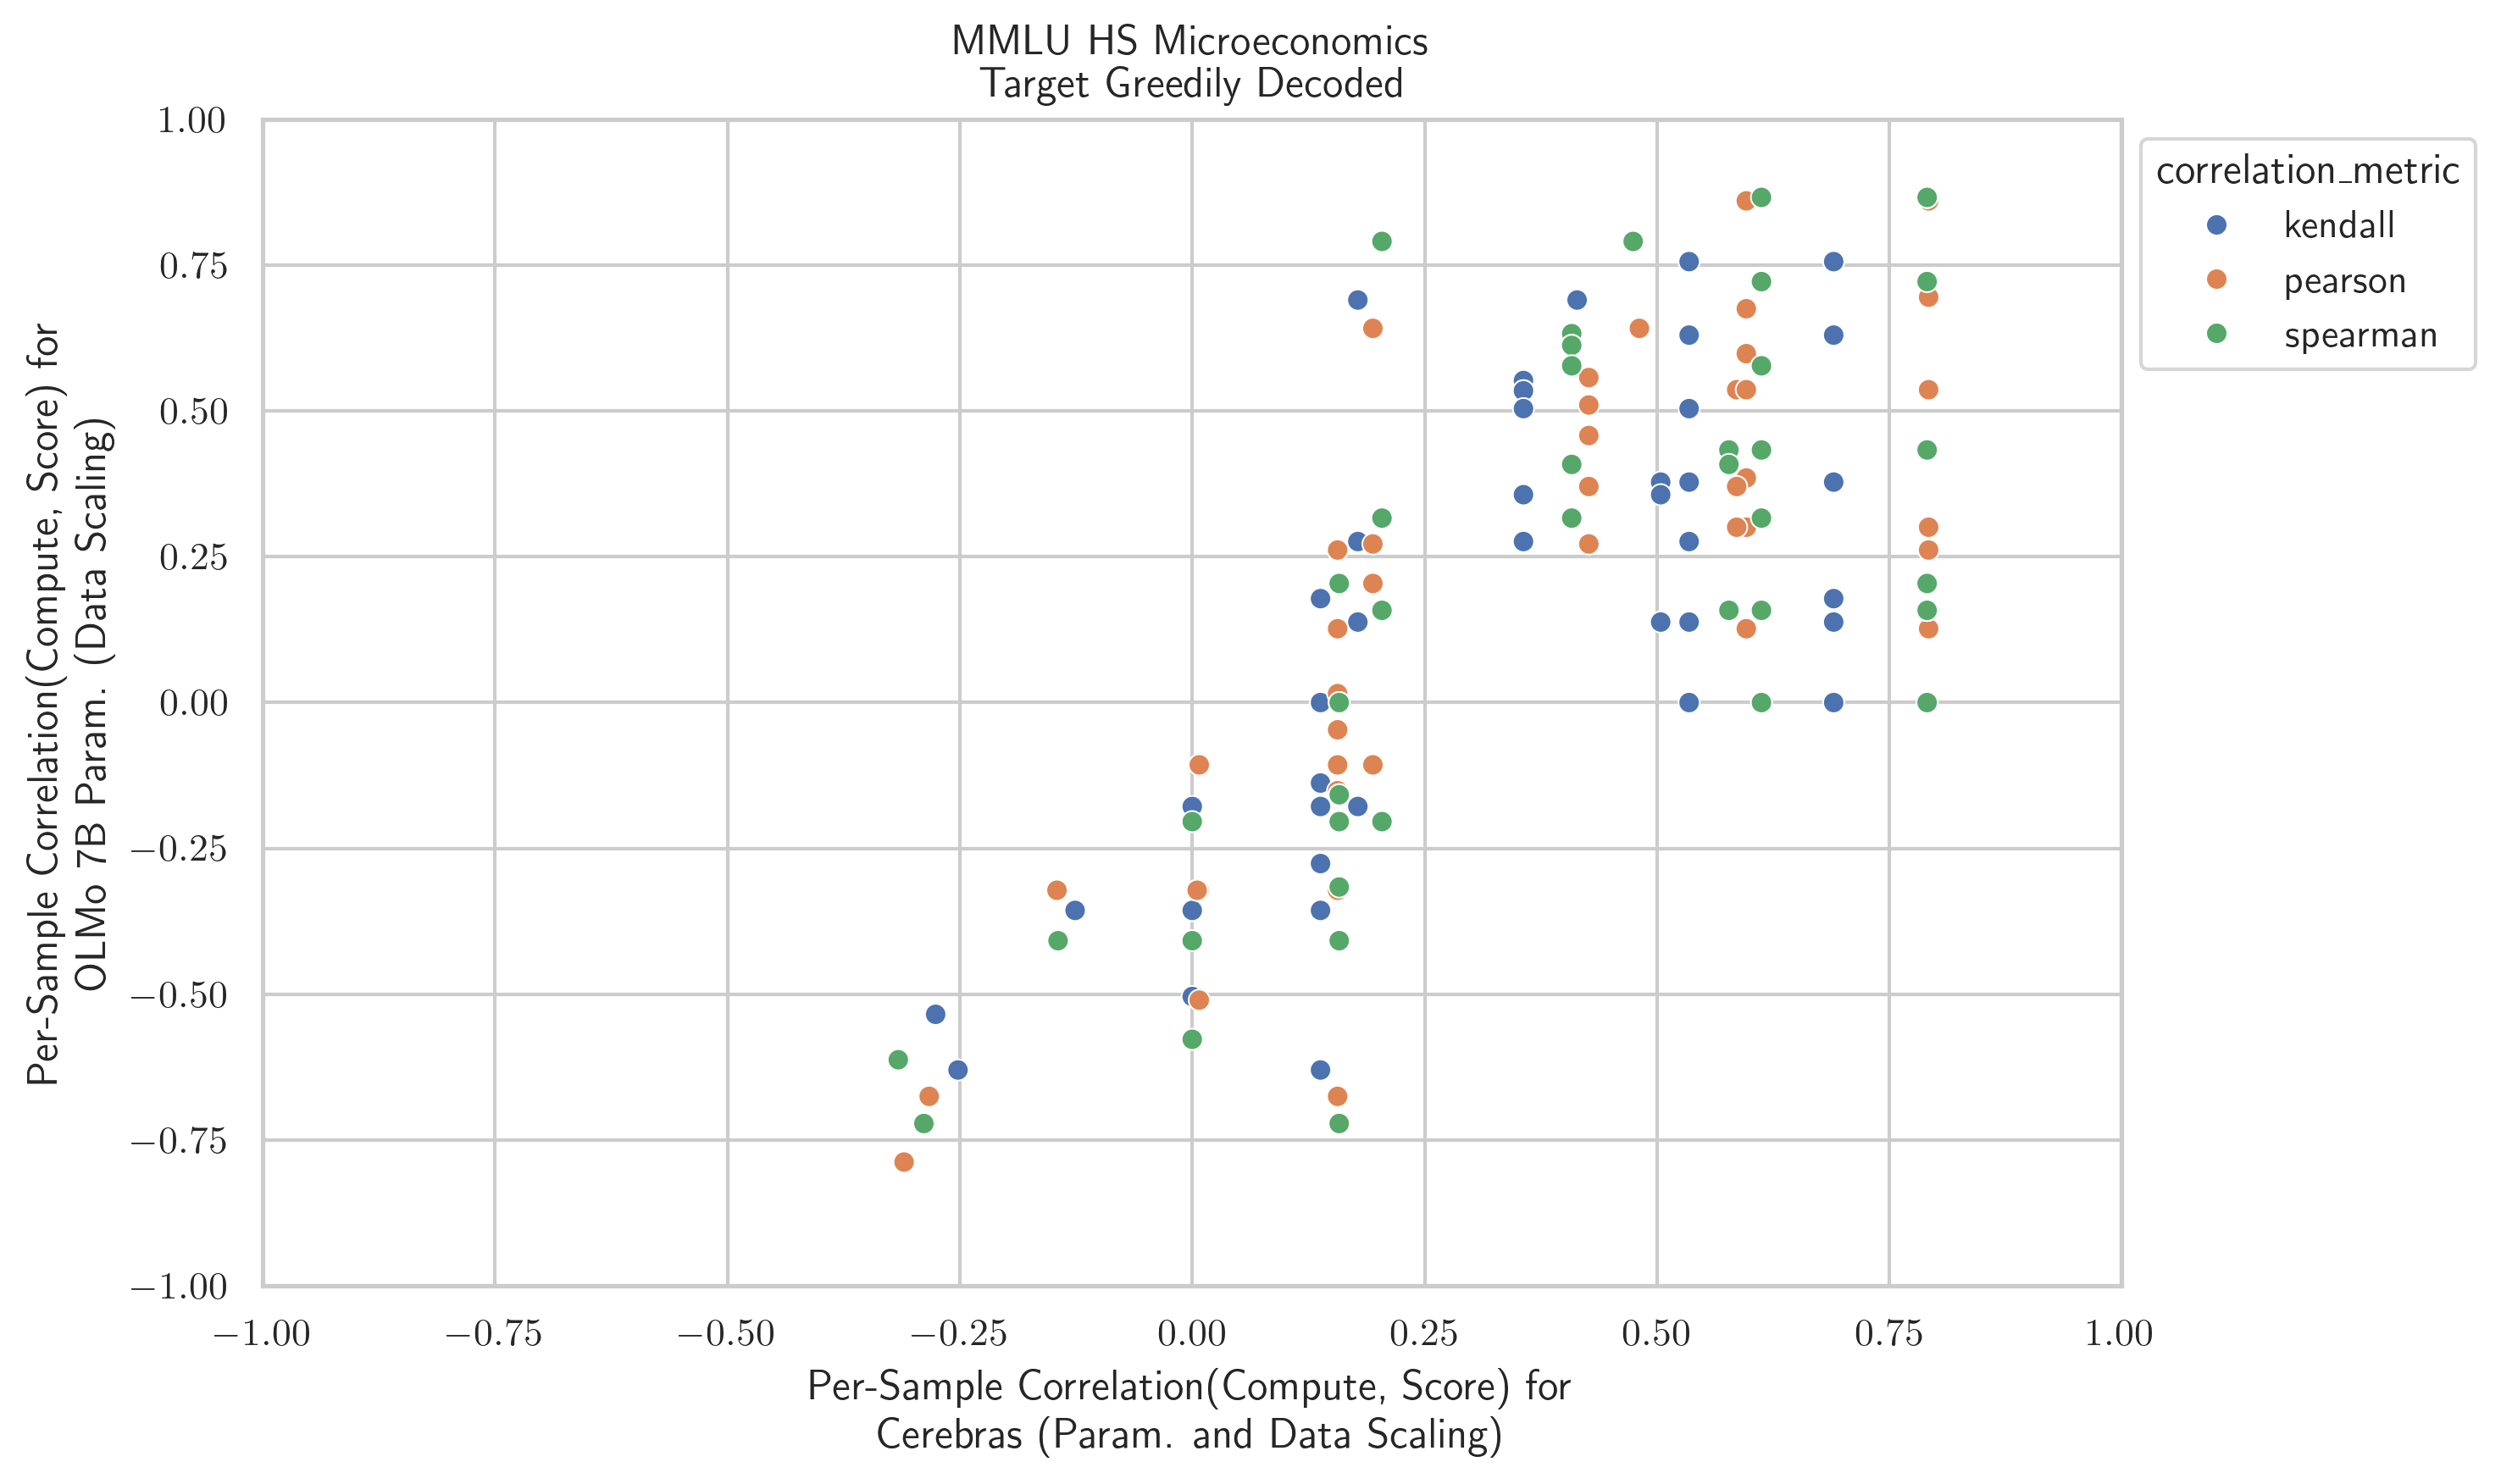 MMLU HS Microeconomics
Target Greedily Decoded
Per-Sample Correlation(Compute, Score) for
OLMo 7B Param. (Data Scaling)
1.00
0.75
0.50
0.25
0.00
−0.25
−0.50
−0.75
−1.00
−1.00
−0.75
−0.50
−0.25
0.00
0.25
0.50
0.75
1.00
Per-Sample Correlation(Compute, Score) for
Cerebras (Param. and Data Scaling)
correlation_metric
kendall
pearson
spearman